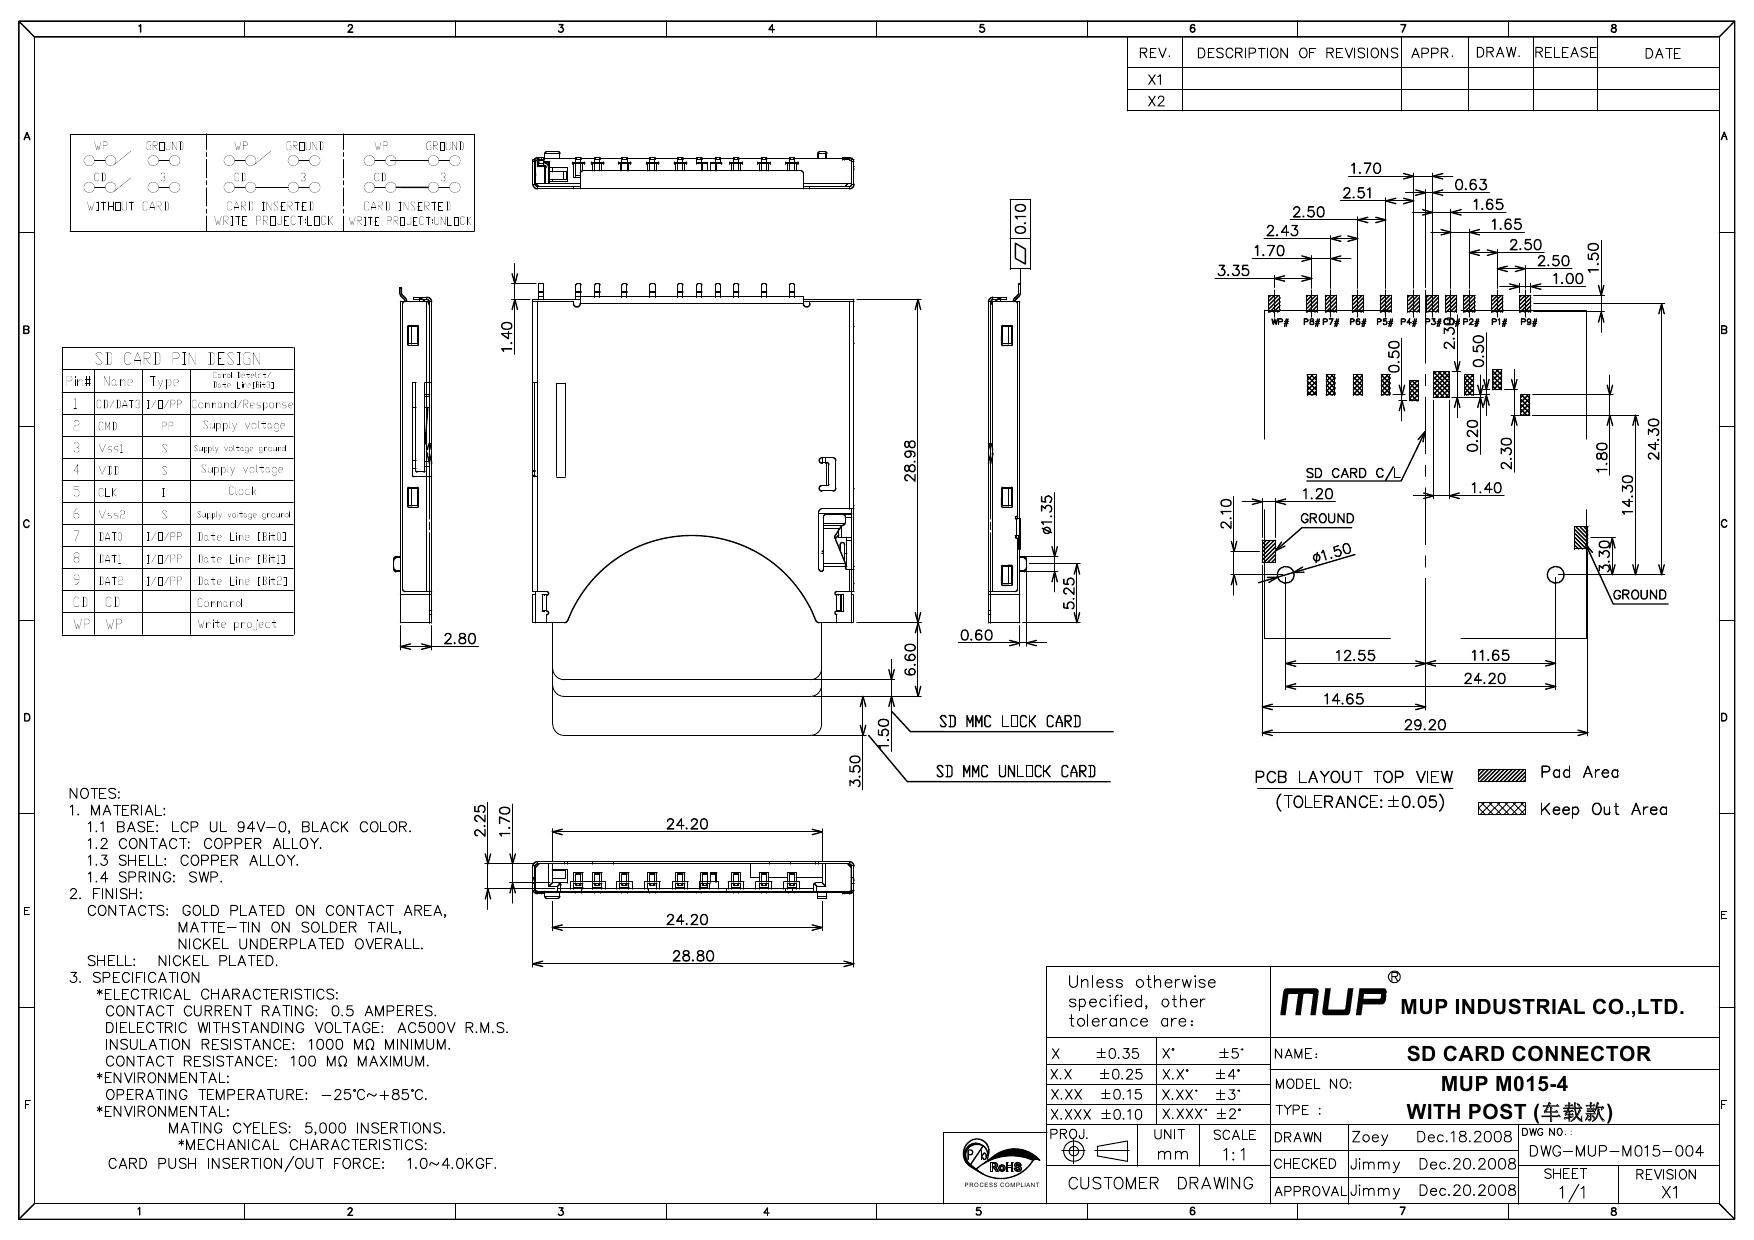 1 2 3 4 5 6 7 8
A B C D E F
REV. DESCRIPTION OF REVISIONS APPR. DRAW. RELEASE DATE
X1
X2
WP GROUND
CD 3
WITHOUT CARD
WP GROUND
CD 3
CARD INSERTED
WRITE PROJECT:LOCK
WP GROUND
CD 3
CARD INSERTED
WRITE PROJECT:UNLOCK
SD CARD PIN DESIGN
Pin# Name Type Card Detelct/
Date Line[Bit3]
1 CD/DAT3 I/O/PP Command/Response
2 CMD PP Supply voltage
3 Vss1 S Supply voltage ground
4 VDD S Supply voltage
5 CLK I Clock
6 Vss2 S Supply voltage ground
7 DAT0 I/O/PP Date Line [Bit0]
8 DAT1 I/O/PP Date Line [Bit1]
9 DAT2 I/O/PP Date Line [Bit2]
CD CD Command
WP WP Write project
1.40
28.98
6.60
1.50
3.50
2.80
SD MMC LOCK CARD
SD MMC UNLOCK CARD
0.10
ø1.35
5.25
0.60
2.25
1.70
24.20
24.20
28.80
1.70
0.63
2.51
1.65
2.50
1.65
2.43
2.50
1.70
2.50
3.35
1.00
1.50
WP# P8# P7# P6# P5# P4# P3# P2# P1# P9#
2.30
0.50
0.50
0.20
2.30
1.80
14.30
24.30
SD CARD C/L
1.40
1.20
2.10
GROUND
ø1.50
3.30
GROUND
12.55
11.65
24.20
14.65
29.20
PCB LAYOUT TOP VIEW
(TOLERANCE:±0.05)
Pad Area
Keep Out Area
NOTES:
1. MATERIAL:
1.1 BASE: LCP UL 94V-0, BLACK COLOR.
1.2 CONTACT: COPPER ALLOY.
1.3 SHELL: COPPER ALLOY.
1.4 SPRING: SWP.
2. FINISH:
CONTACTS: GOLD PLATED ON CONTACT AREA,
MATTE-TIN ON SOLDER TAIL,
NICKEL UNDERPLATED OVERALL.
SHELL: NICKEL PLATED.
3. SPECIFICATION
*ELECTRICAL CHARACTERISTICS:
CONTACT CURRENT RATING: 0.5 AMPERES.
DIELECTRIC WITHSTANDING VOLTAGE: AC500V R.M.S.
INSULATION RESISTANCE: 1000 MΩ MINIMUM.
CONTACT RESISTANCE: 100 MΩ MAXIMUM.
*ENVIRONMENTAL:
OPERATING TEMPERATURE: -25°C~+85°C.
*ENVIRONMENTAL:
MATING CYELES: 5,000 INSERTIONS.
*MECHANICAL CHARACTERISTICS:
CARD PUSH INSERTION/OUT FORCE: 1.0~4.0KGF.
Pb RoHS
PROCESS COMPLIANT
Unless otherwise
specified, other
tolerance are:
X ±0.35 X° ±5°
X.X ±0.25 X.X° ±4°
X.XX ±0.15 X.XX° ±3°
X.XXX ±0.10 X.XXX° ±2°
PROJ. UNIT mm SCALE 1:1
CUSTOMER DRAWING
MUP® MUP INDUSTRIAL CO.,LTD.
NAME: SD CARD CONNECTOR
MODEL NO: MUP M015-4
TYPE : WITH POST (车载款)
DRAWN Zoey Dec.18.2008
CHECKED Jimmy Dec.20.2008
APPROVAL Jimmy Dec.20.2008
DWG NO.:
DWG-MUP-M015-004
SHEET 1/1
REVISION X1
1 2 3 4 5 6 7 8
A B C D E F